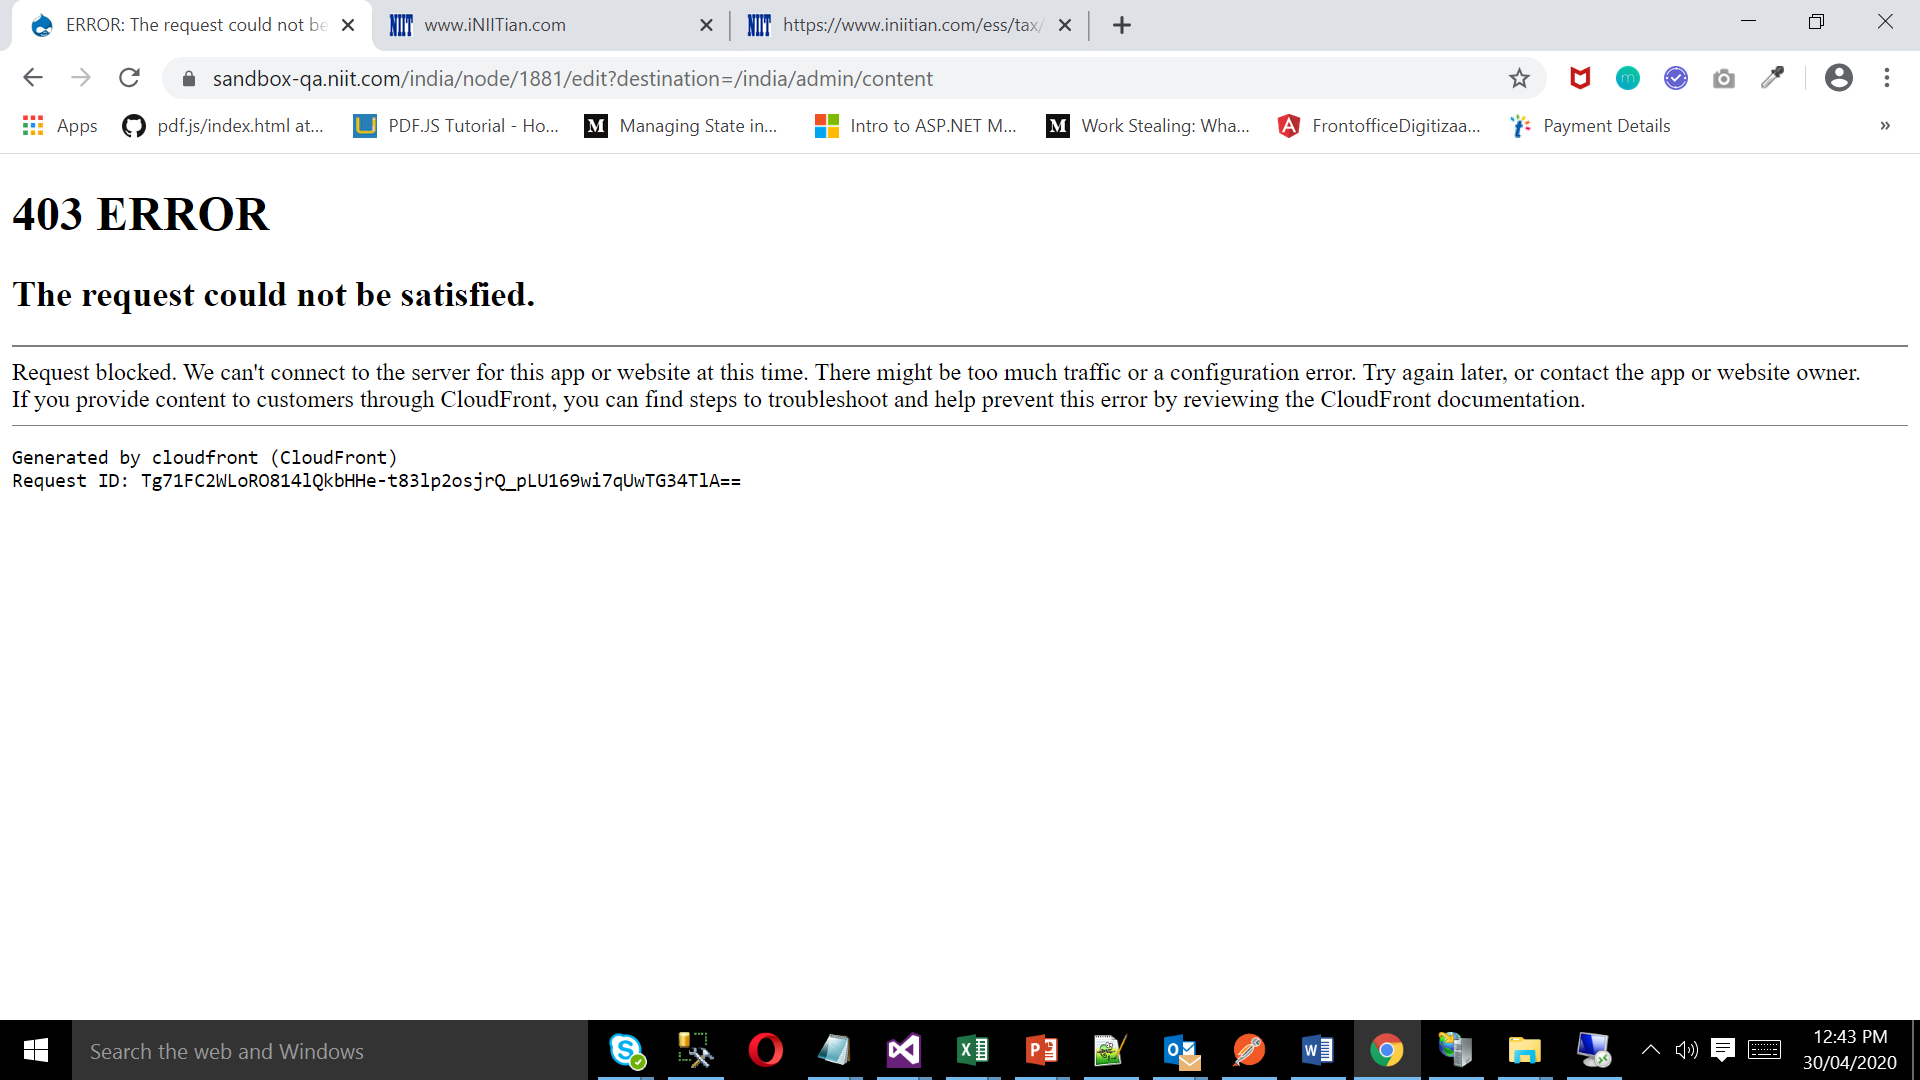 ERROR: The request could not be
NIIT www.iNIITian.com
NIIT https://www.iniitian.com/ess/tax/
sandbox-qa.niit.com/india/node/1881/edit?destination=/india/admin/content
Apps pdf.js/index.html at... PDF.JS Tutorial - Ho... Managing State in... Intro to ASP.NET M... Work Stealing: Wha... FrontofficeDigitizaa... Payment Details »
403 ERROR
The request could not be satisfied.
Request blocked. We can't connect to the server for this app or website at this time. There might be too much traffic or a configuration error. Try again later, or contact the app or website owner.
If you provide content to customers through CloudFront, you can find steps to troubleshoot and help prevent this error by reviewing the CloudFront documentation.
Generated by cloudfront (CloudFront)
Request ID: Tg71FC2WLoRO814lQkbHHe-t83lp2osjrQ_pLU169wi7qUwTG34TlA==
Search the web and Windows
12:43 PM
30/04/2020